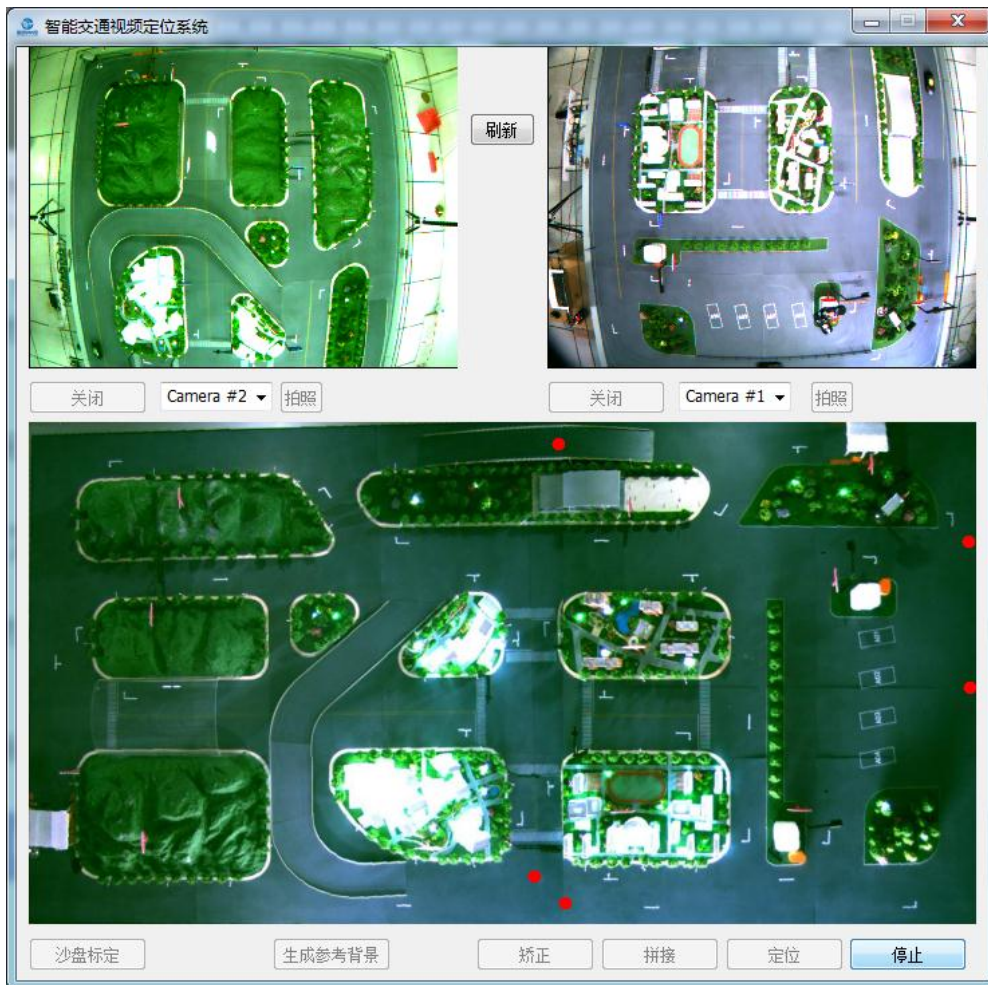 智能交通视频定位系统
刷新
关闭 Camera #2 拍照
关闭 Camera #1 拍照
沙盘标定 生成参考背景 矫正 拼接 定位 停止